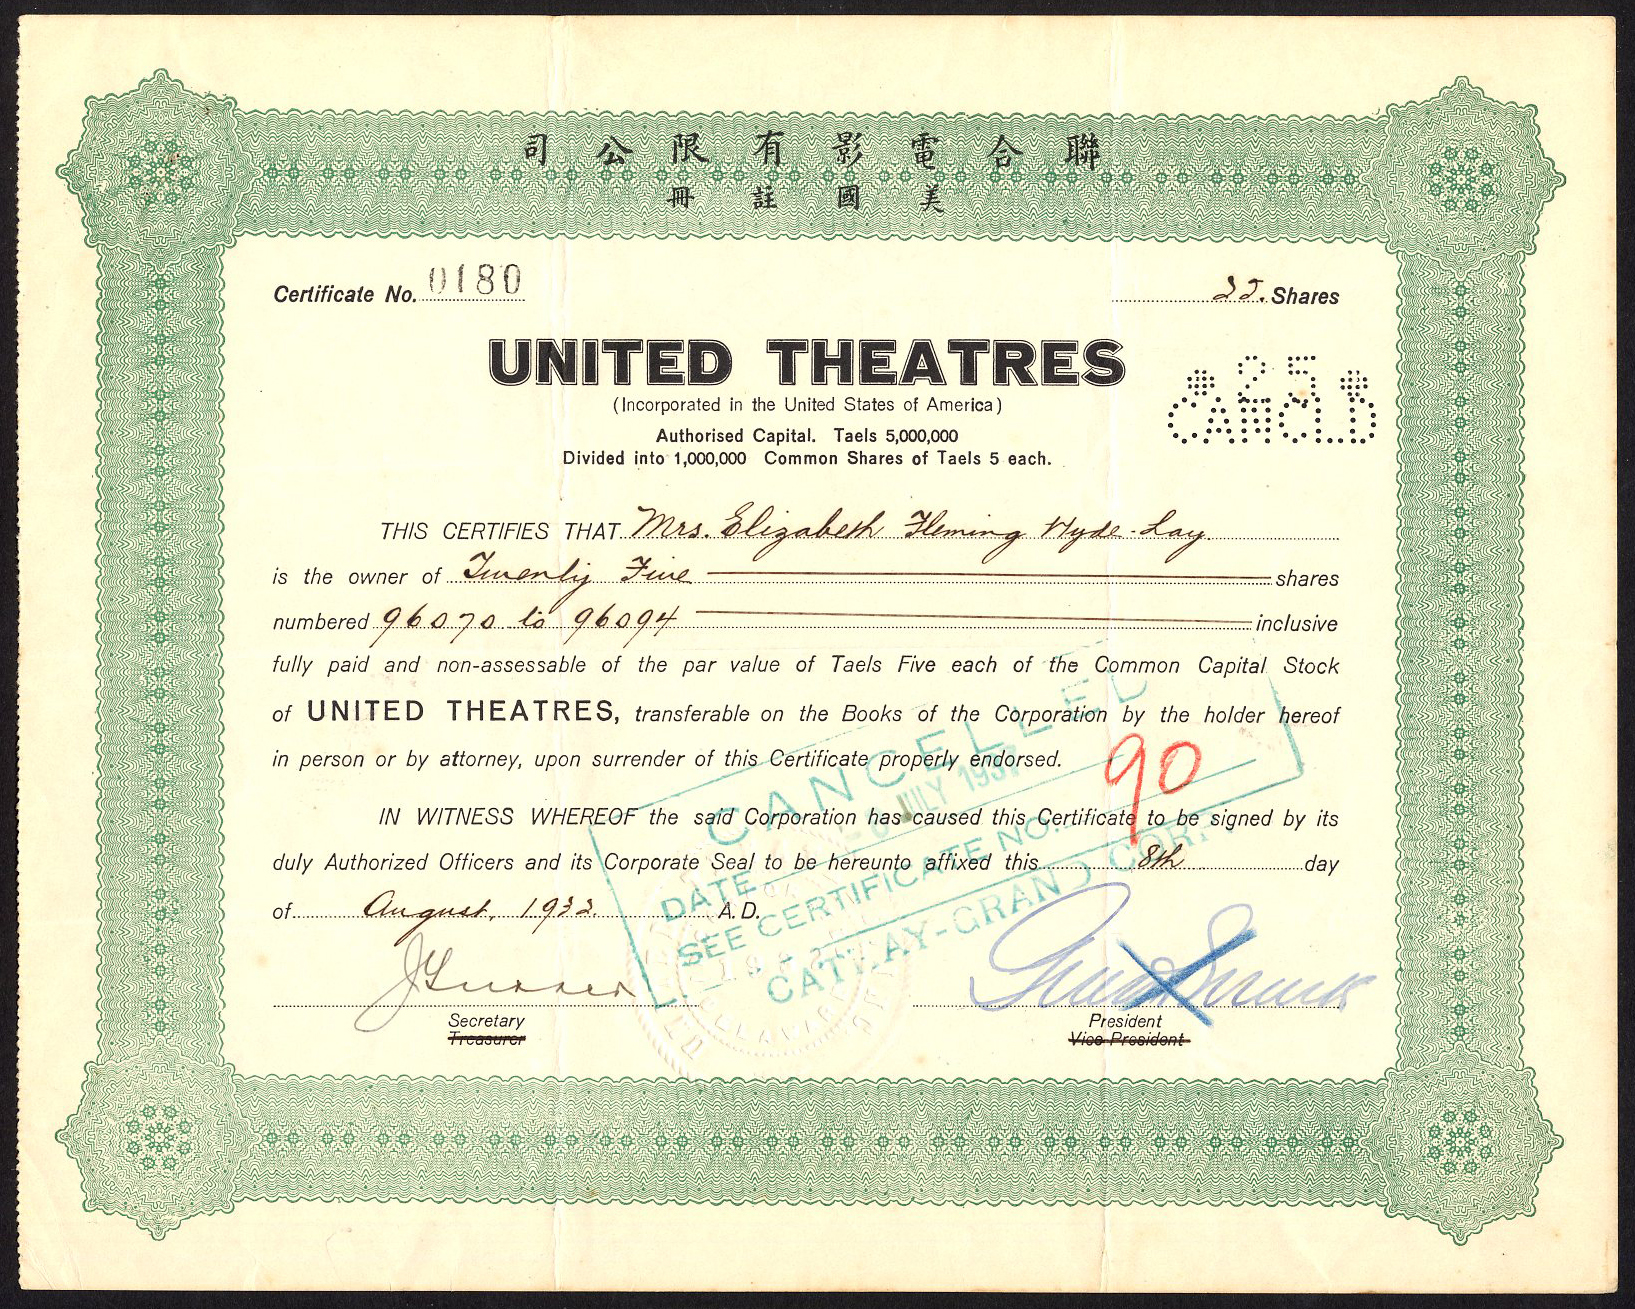 聯合電影有限公司
美國註冊
Certificate No. 0180
25. Shares
UNITED THEATRES
(Incorporated in the United States of America)
Authorised Capital. Taels 5,000,000
Divided into 1,000,000 Common Shares of Taels 5 each.
* 25 *
CANCLD
THIS CERTIFIES THAT Mrs. Elizabeth Fleming Hyde-Lay
is the owner of Twenty Five shares
numbered 96070 to 96094 inclusive
fully paid and non-assessable of the par value of Taels Five each of the Common Capital Stock
of UNITED THEATRES, transferable on the Books of the Corporation by the holder hereof
in person or by attorney, upon surrender of this Certificate properly endorsed.
IN WITNESS WHEREOF the said Corporation has caused this Certificate to be signed by its
duly Authorized Officers and its Corporate Seal to be hereunto affixed this 8th day
of August, 1932 A.D.
CANCELLED
DATE -6 JULY 193
SEE CERTIFICATE NO. 90
CATHAY-GRAND CORP.
Secretary
Treasurer
President
Vice President